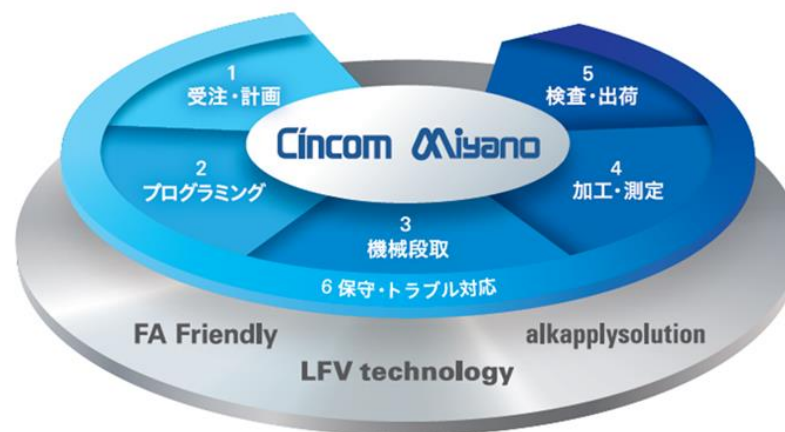 1
受注・計画
2
プログラミング
3
機械段取
4
加工・測定
5
検査・出荷
Cincom Miyano
6 保守・トラブル対応
FA Friendly
LFV technology
alkapplysolution